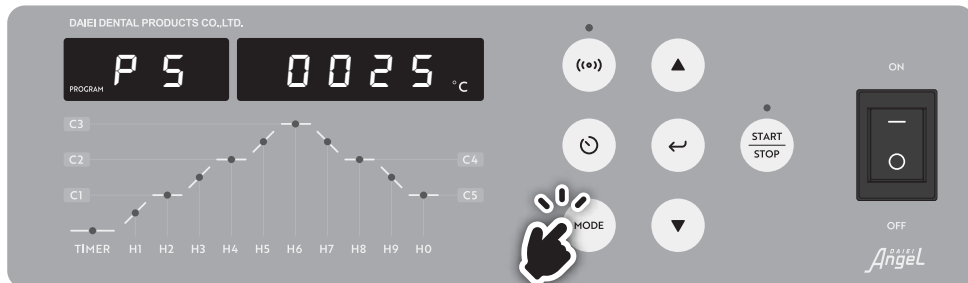 DAIEI DENTAL PRODUCTS CO.,LTD.
PROGRAM P 5 0025 °C
ON
START
STOP
C3
C2 C4
C1 C5
MODE
TIMER H1 H2 H3 H4 H5 H6 H7 H8 H9 H0
OFF
DAIEI
Angel